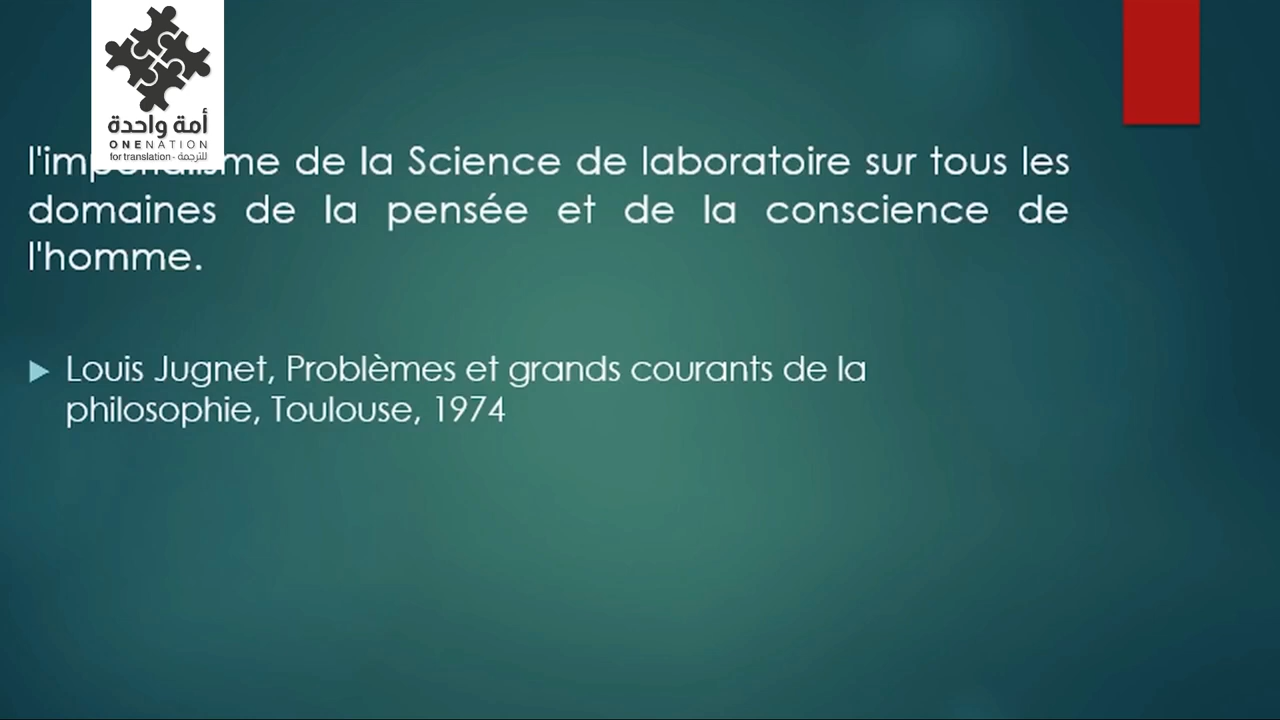 أمة واحدة
ONENATION
for translation - للترجمة
l'impérialisme de la Science de laboratoire sur tous les
domaines de la pensée et de la conscience de
l'homme.
Louis Jugnet, Problèmes et grands courants de la
philosophie, Toulouse, 1974